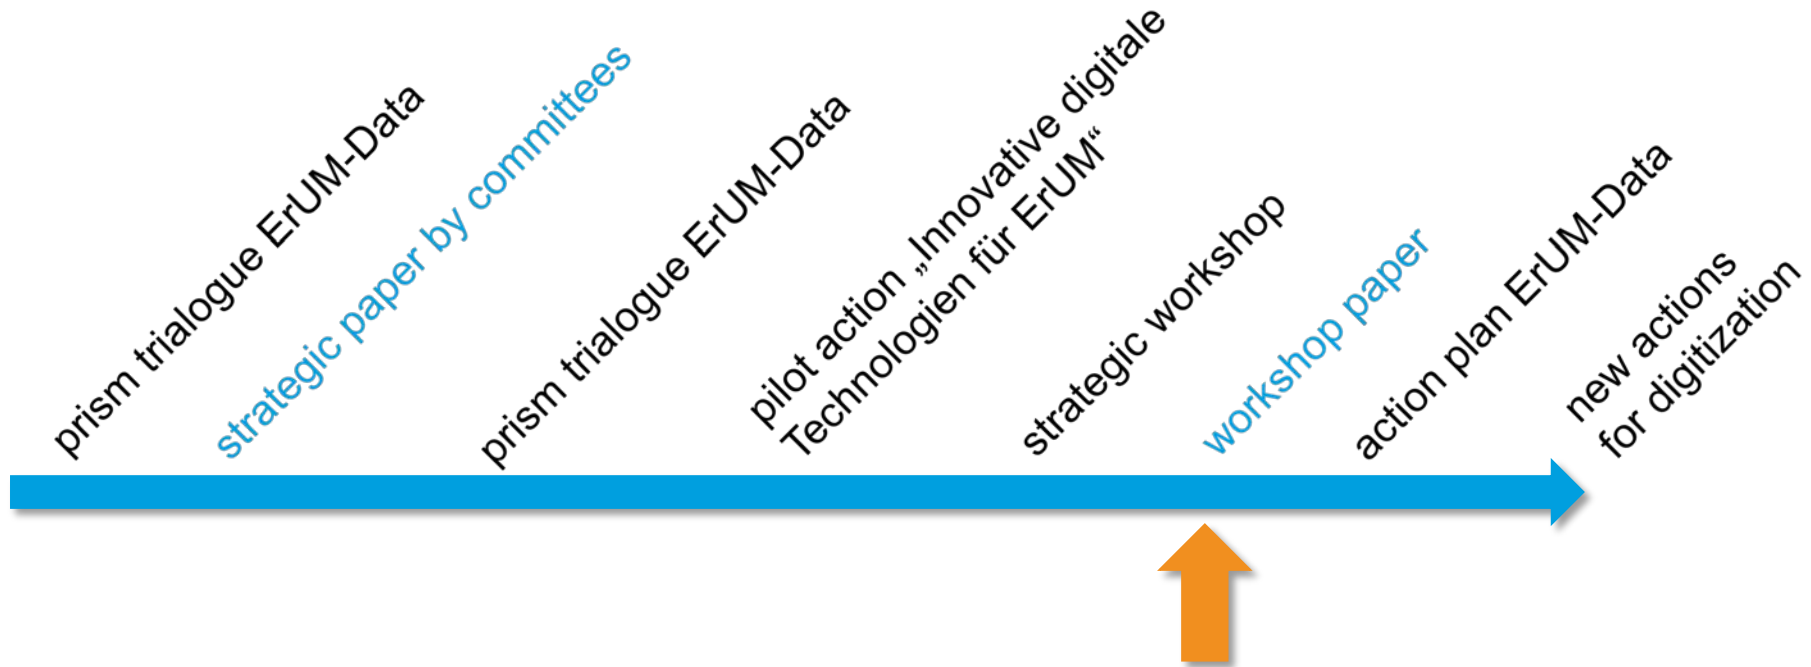 prism trialogue ErUM-Data
strategic paper by committees
prism trialogue ErUM-Data
pilot action „Innovative digitale
Technologien für ErUM“
strategic workshop
workshop paper
action plan ErUM-Data
new actions
for digitization